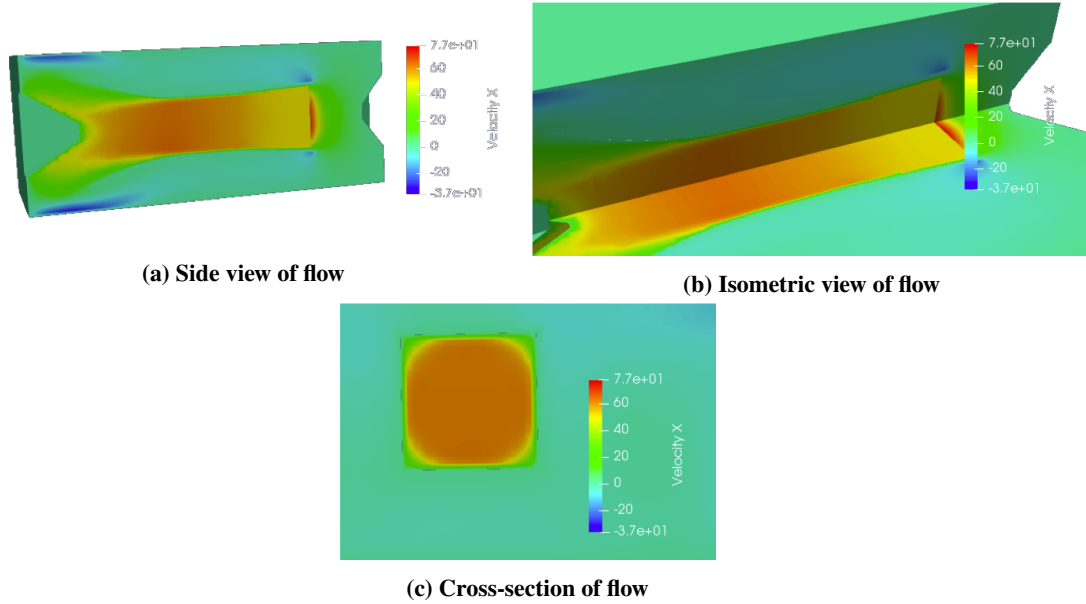 7.7e+01
60
40
20
0
-20
-3.7e+01
Velocity X
(a) Side view of flow
7.7e+01
60
40
20
0
-20
-3.7e+01
Velocity X
(b) Isometric view of flow
7.7e+01
60
40
20
0
-20
-3.7e+01
Velocity X
(c) Cross-section of flow